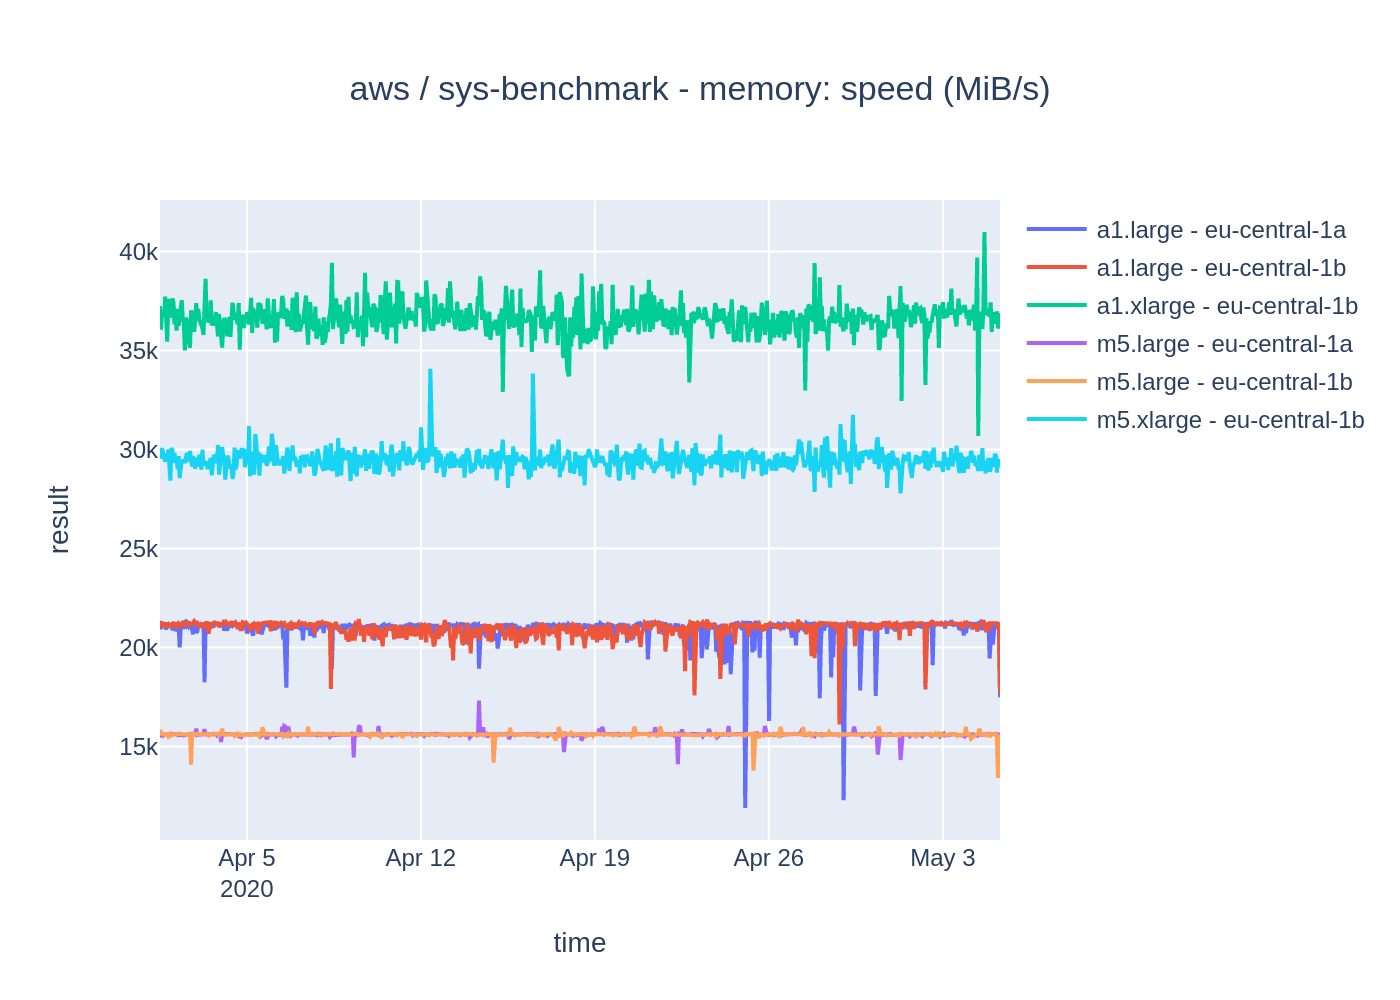 aws / sys-benchmark - memory: speed (MiB/s)
40k
35k
30k
25k
20k
15k
result
Apr 5
2020
Apr 12
Apr 19
Apr 26
May 3
time
a1.large - eu-central-1a
a1.large - eu-central-1b
a1.xlarge - eu-central-1b
m5.large - eu-central-1a
m5.large - eu-central-1b
m5.xlarge - eu-central-1b